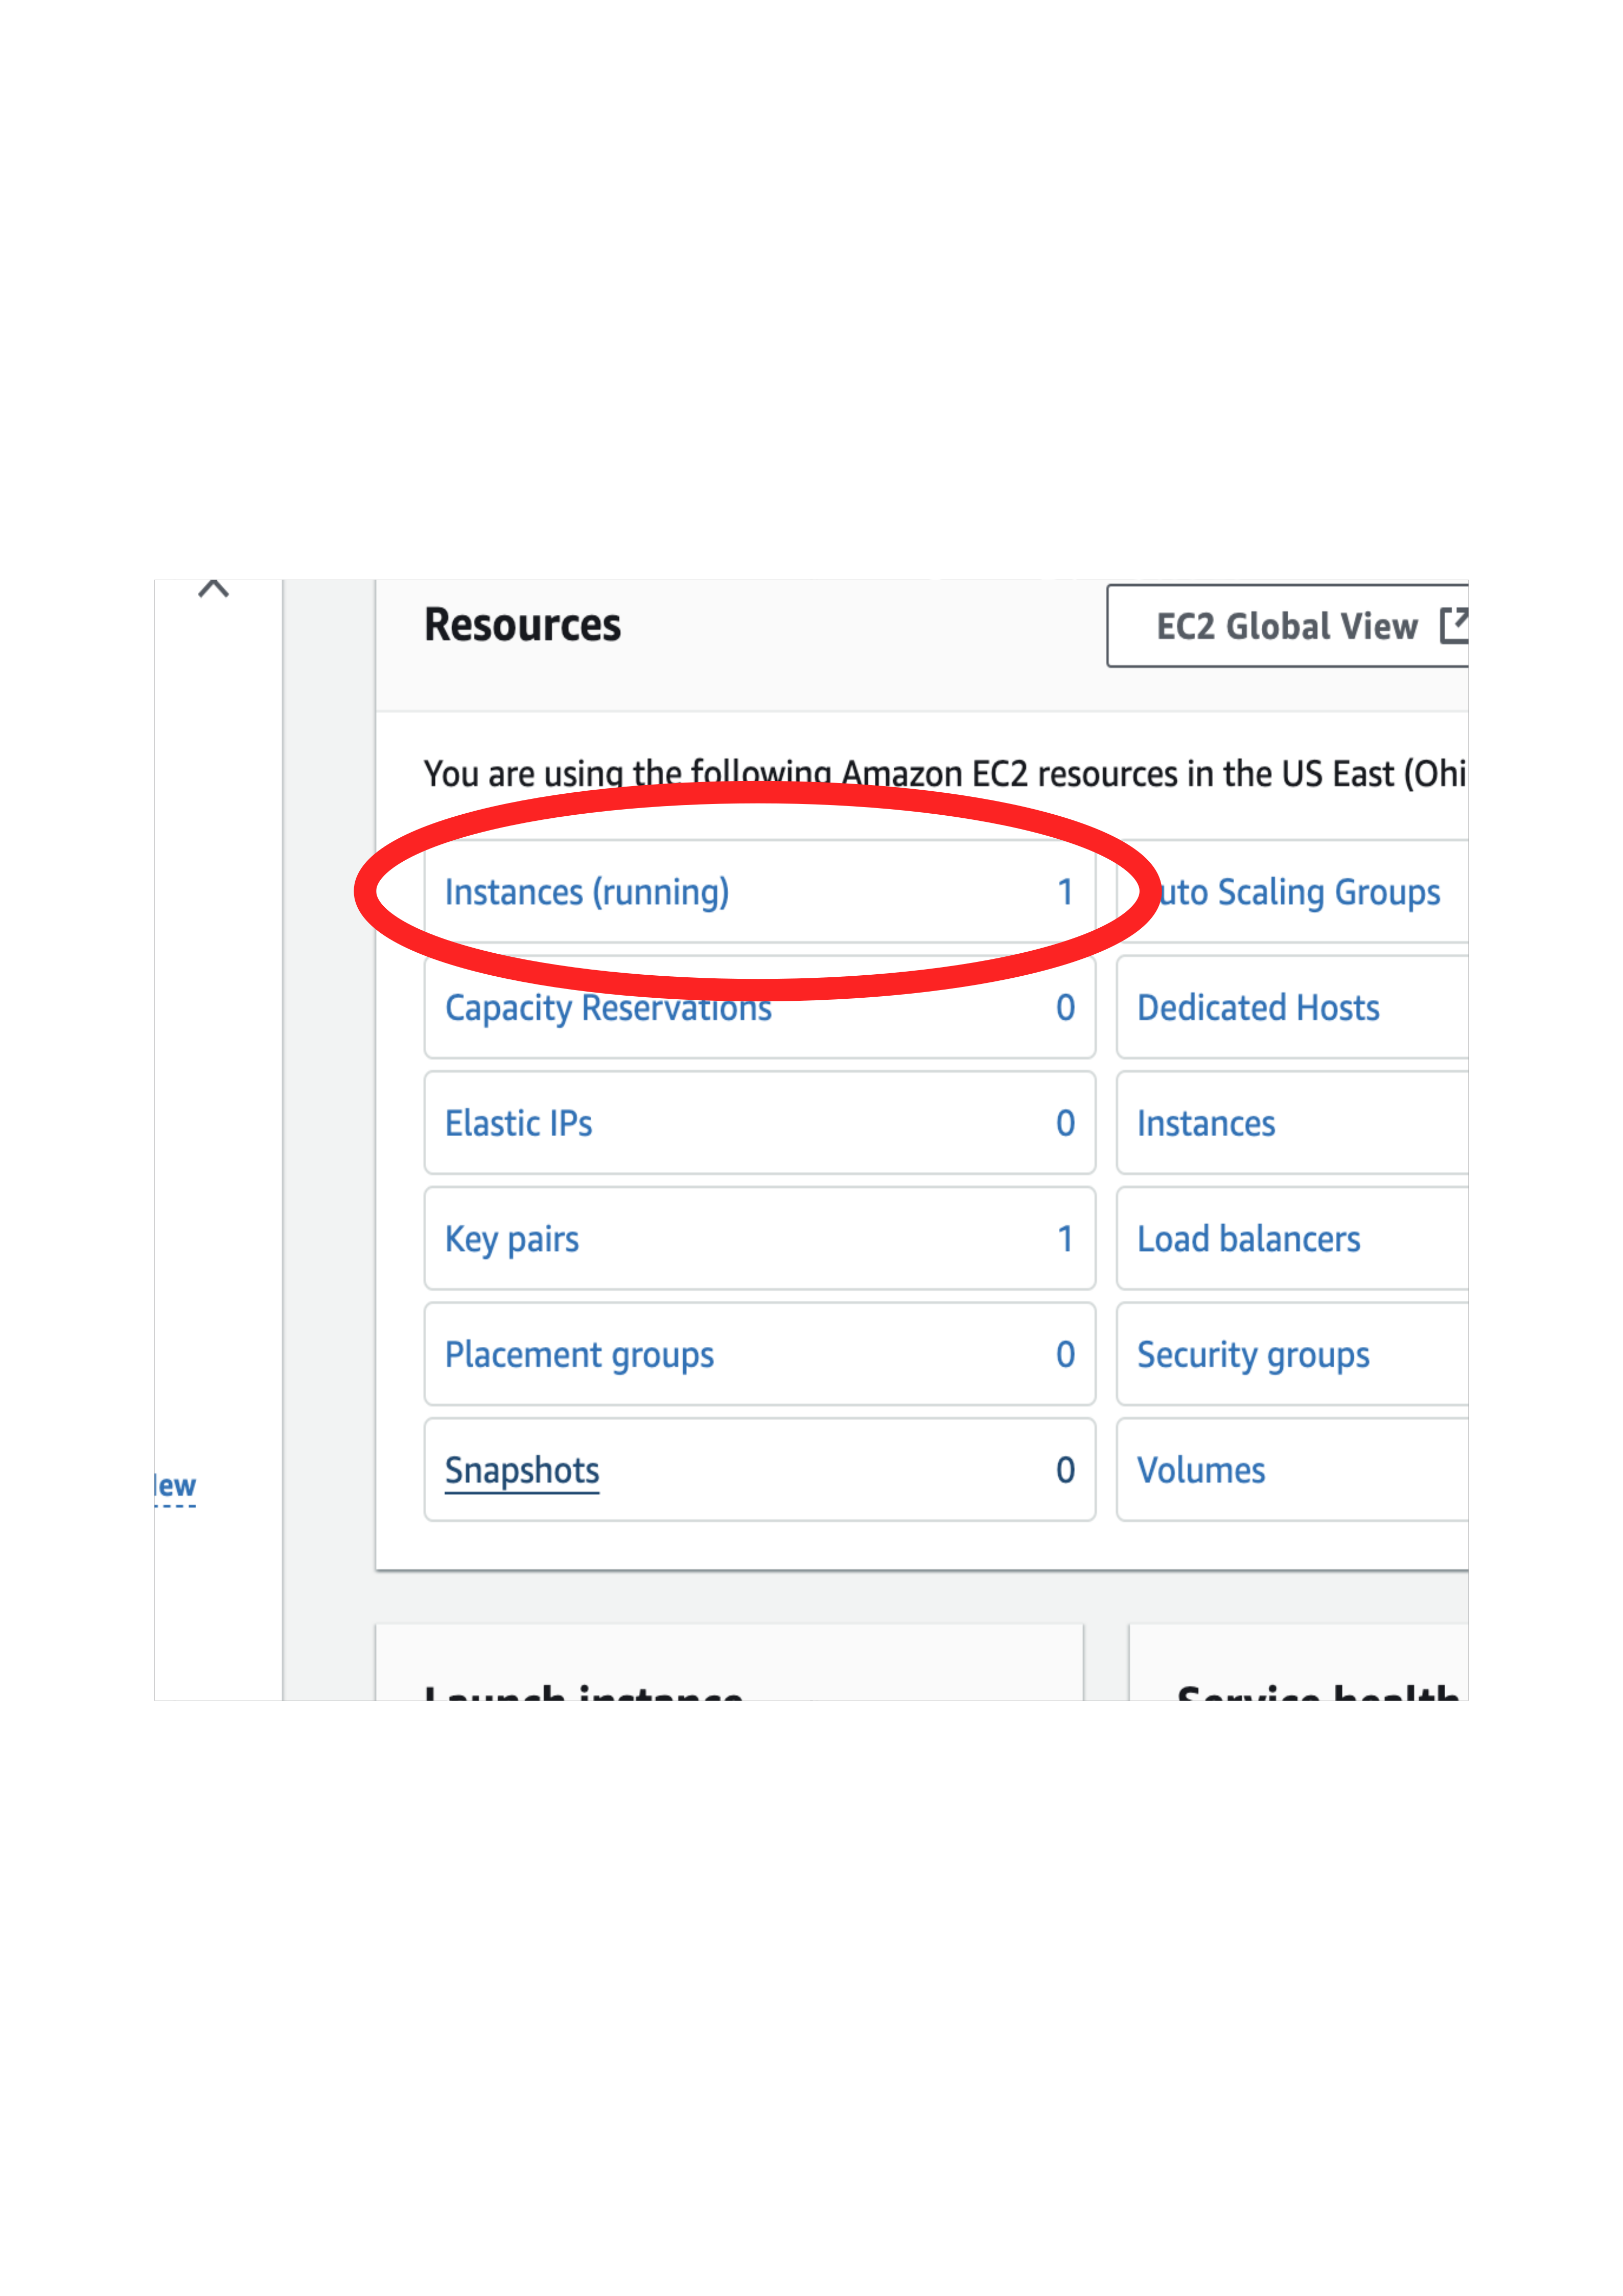 Resources
EC2 Global View
You are using the following Amazon EC2 resources in the US East (Ohi
Instances (running) 1
uto Scaling Groups
Capacity Reservations 0
Dedicated Hosts
Elastic IPs 0
Instances
Key pairs 1
Load balancers
Placement groups 0
Security groups
Snapshots 0
Volumes
ew
Launch instance
Service health